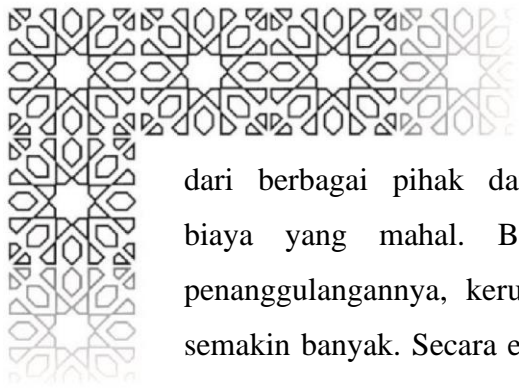 dari berbagai pihak da
biaya yang mahal. B
penanggulangannya, keru
semakin banyak. Secara e